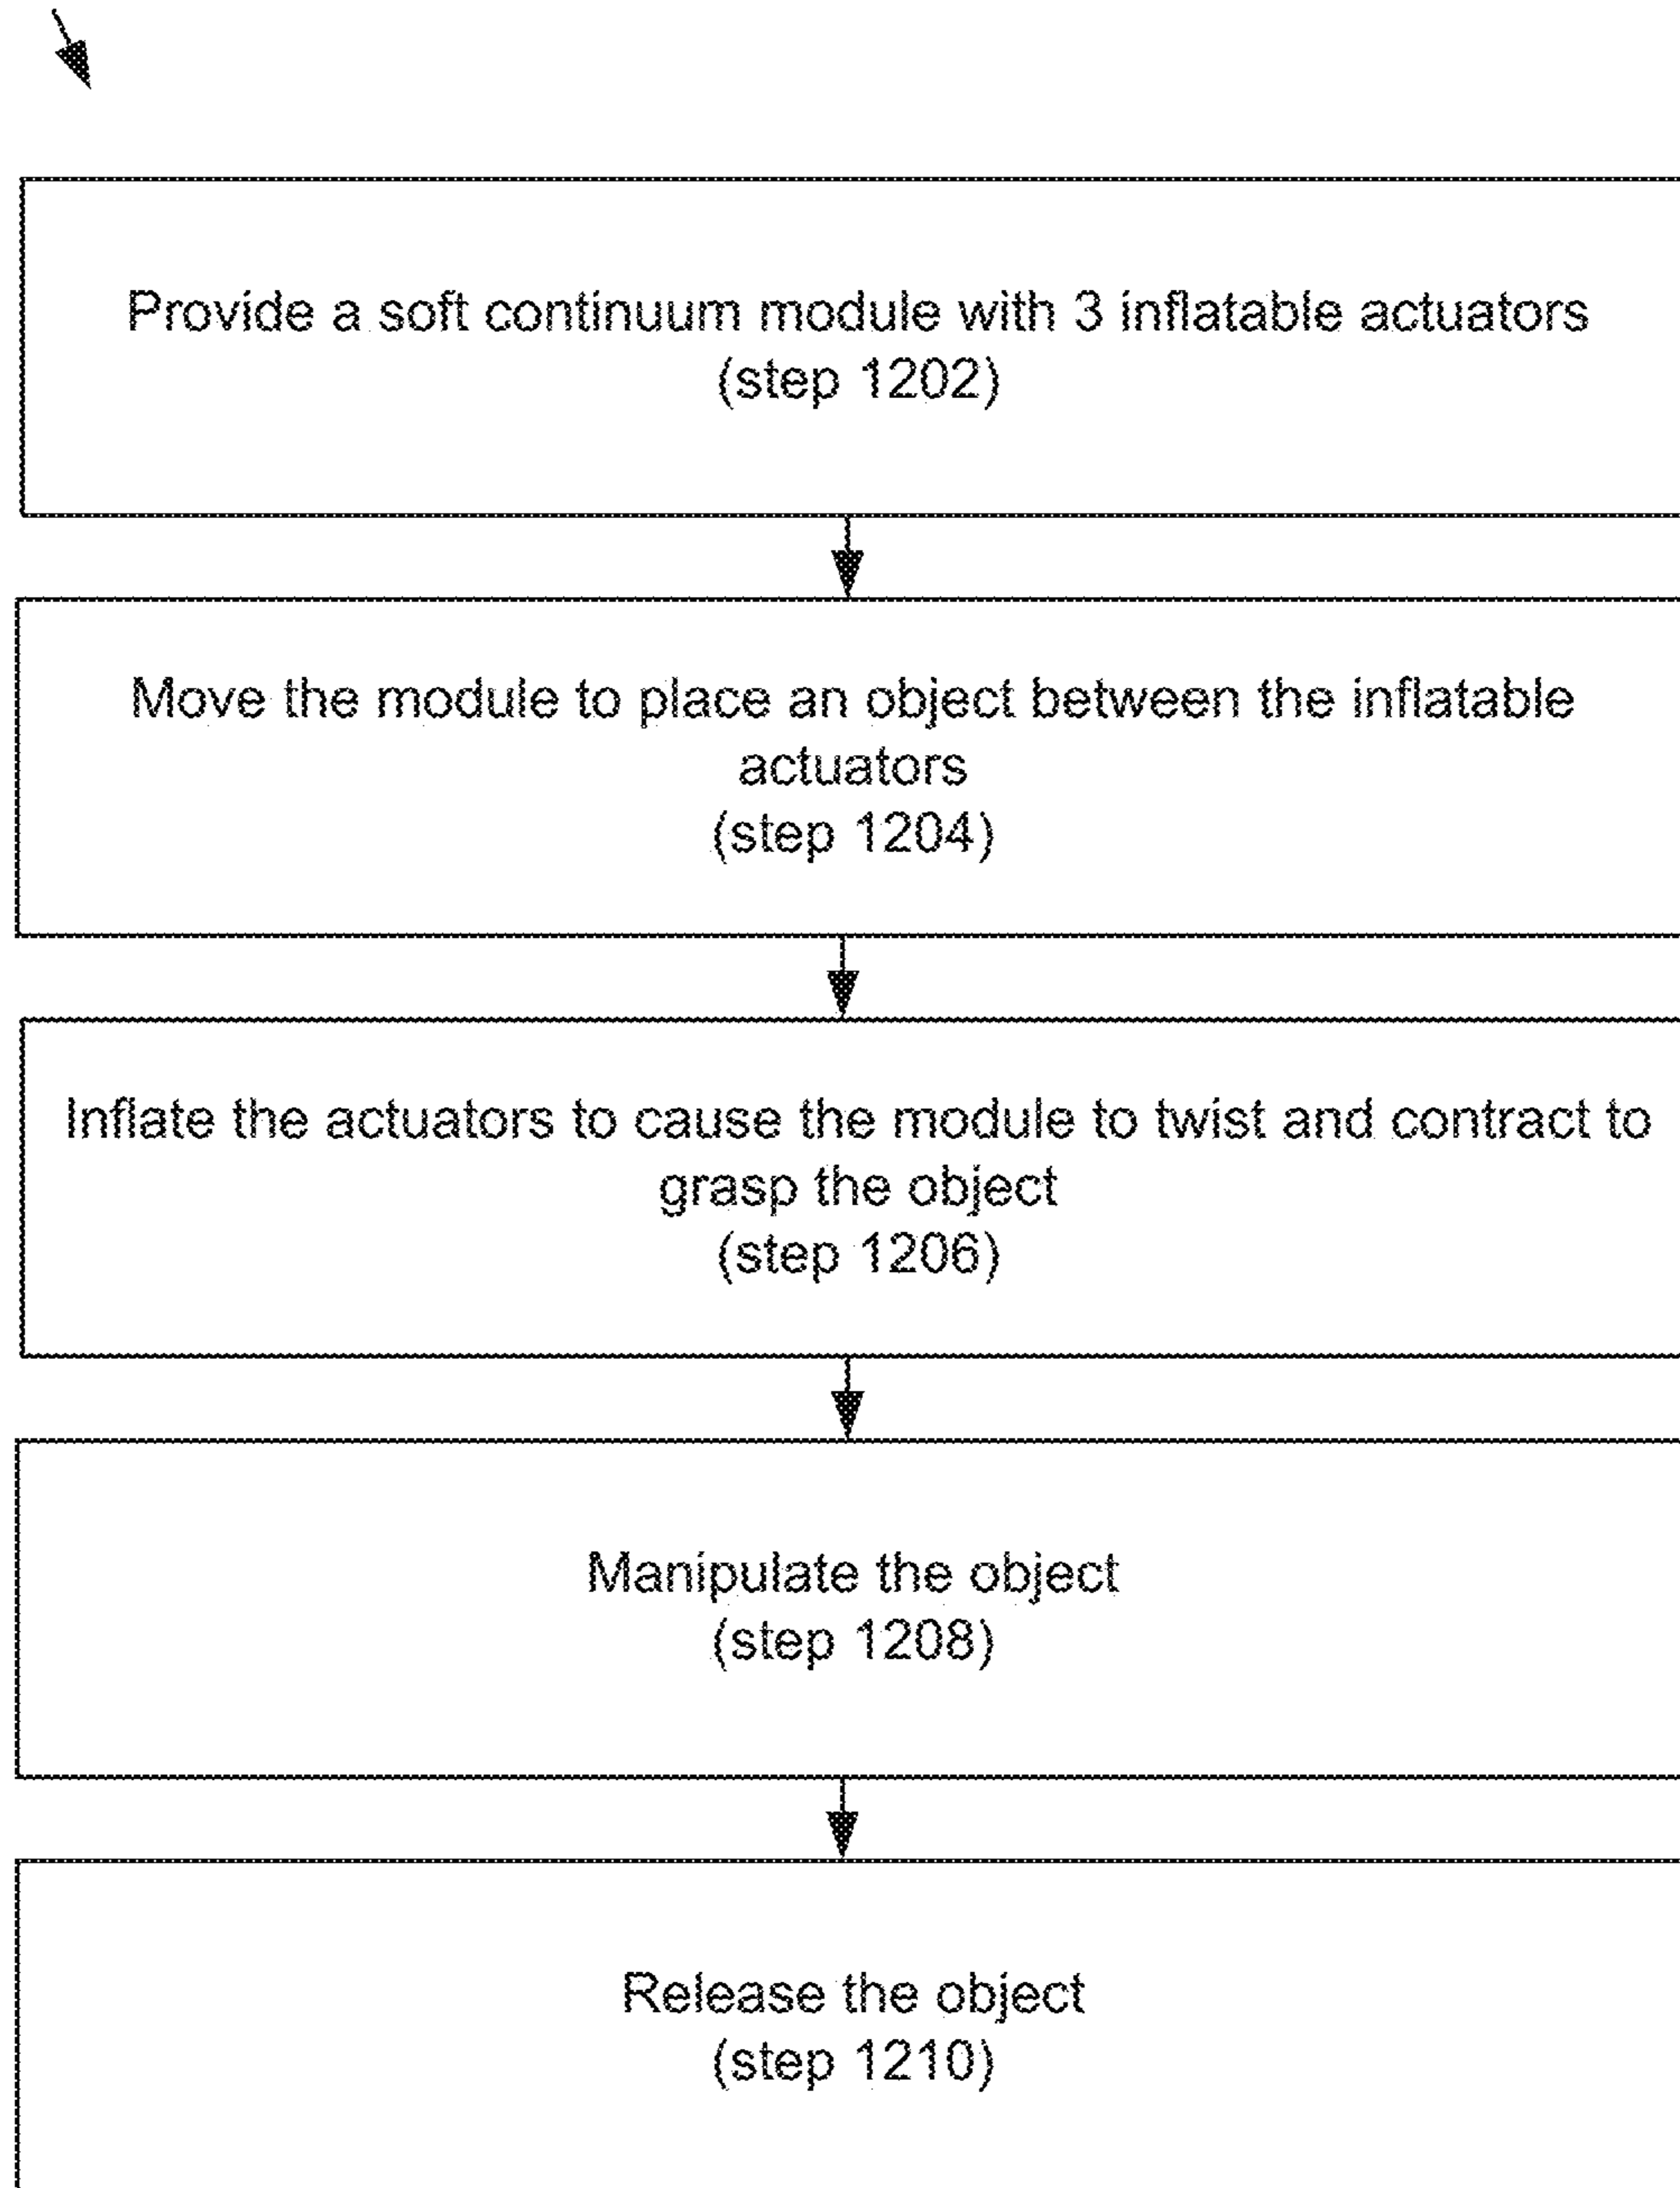 Provide a soft continuum module with 3 inflatable actuators
(step 1202)
Move the module to place an object between the inflatable
actuators
(step 1204)
Inflate the actuators to cause the module to twist and contract to
grasp the object
(step 1206)
Manipulate the object
(step 1208)
Release the object
(step 1210)